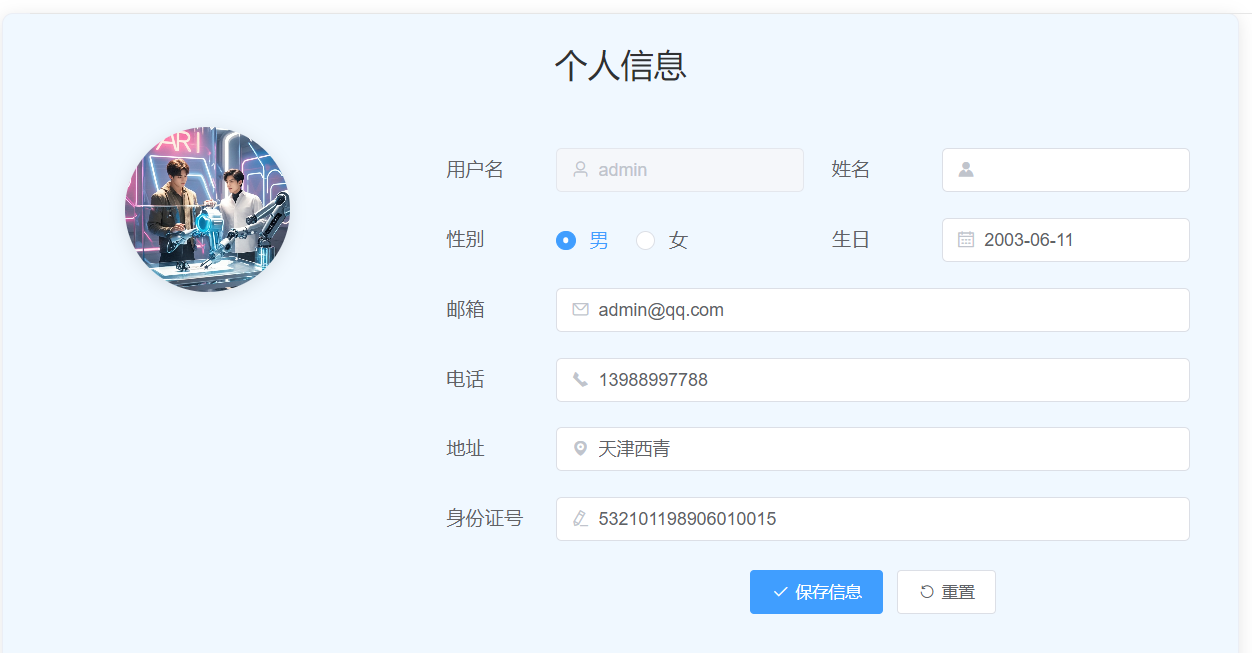 个人信息
ART
用户名 admin 姓名
性别 男 女 生日 2003-06-11
邮箱 admin@qq.com
电话 13988997788
地址 天津西青
身份证号 532101198906010015
保存信息 重置